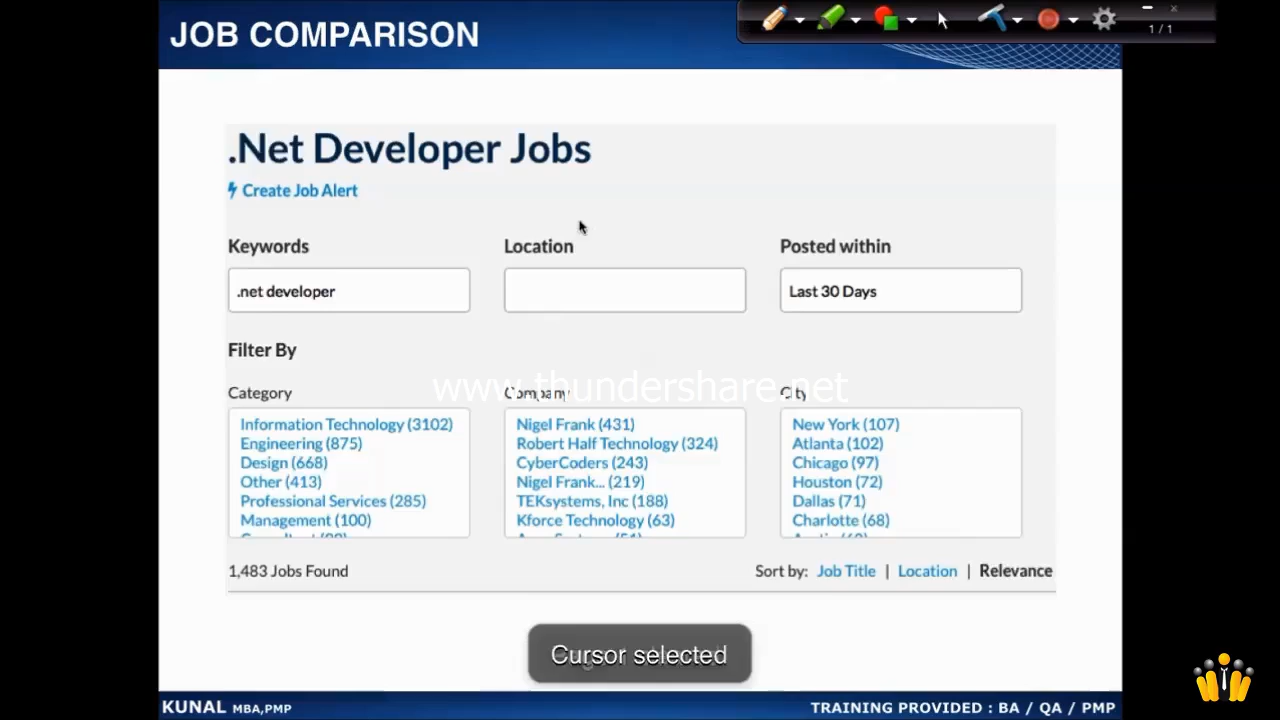 JOB COMPARISON
1 / 1
.Net Developer Jobs
Create Job Alert
Keywords Location Posted within
.net developer Last 30 Days
Filter By
www.thundershare.net
Category Company City
Information Technology (3102) Nigel Frank (431) New York (107)
Engineering (875) Robert Half Technology (324) Atlanta (102)
Design (668) CyberCoders (243) Chicago (97)
Other (413) Nigel Frank... (219) Houston (72)
Professional Services (285) TEKsystems, Inc (188) Dallas (71)
Management (100) Kforce Technology (63) Charlotte (68)
1,483 Jobs Found Sort by: Job Title | Location | Relevance
Cursor selected
KUNAL MBA,PMP TRAINING PROVIDED : BA / QA / PMP